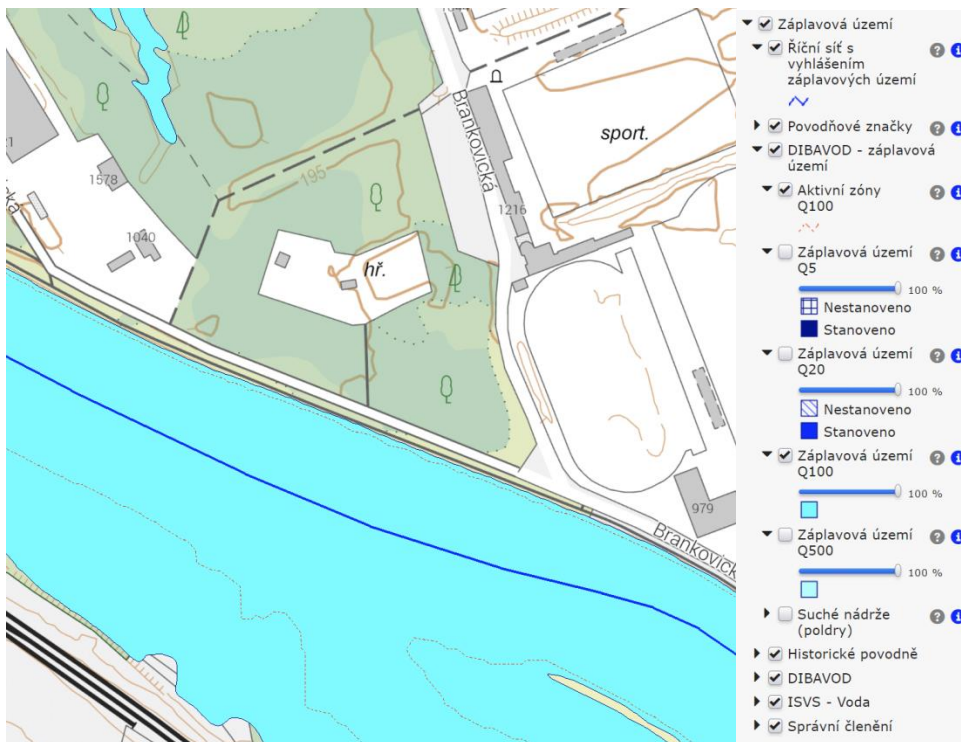 Brankovická
sport.
195
1578
1216
1040
hř.
979
Brankovická
Záplavová území
Říční síť s
vyhlášením
záplavových území
Povodňové značky
DIBAVOD - záplavová
území
Aktivní zóny
Q100
Záplavová území
Q5
100 %
Nestanoveno
Stanoveno
Záplavová území
Q20
100 %
Nestanoveno
Stanoveno
Záplavová území
Q100
100 %
Záplavová území
Q500
100 %
Suché nádrže
(poldry)
Historické povodně
DIBAVOD
ISVS - Voda
Správní členění